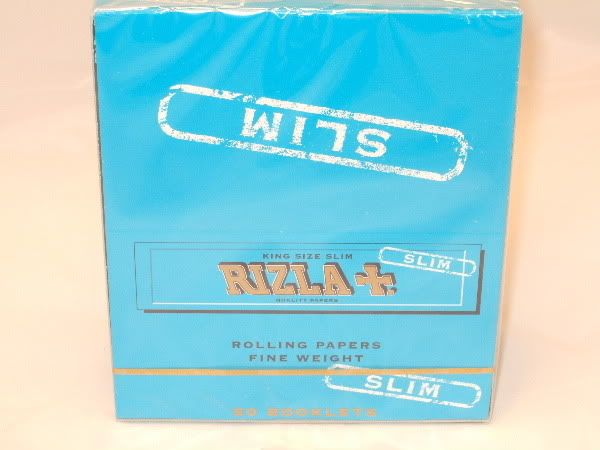 SLIM
KING SIZE SLIM
SLIM
RIZLA+.
QUALITY PAPERS
ROLLING PAPERS
FINE WEIGHT
SLIM
50 BOOKLETS